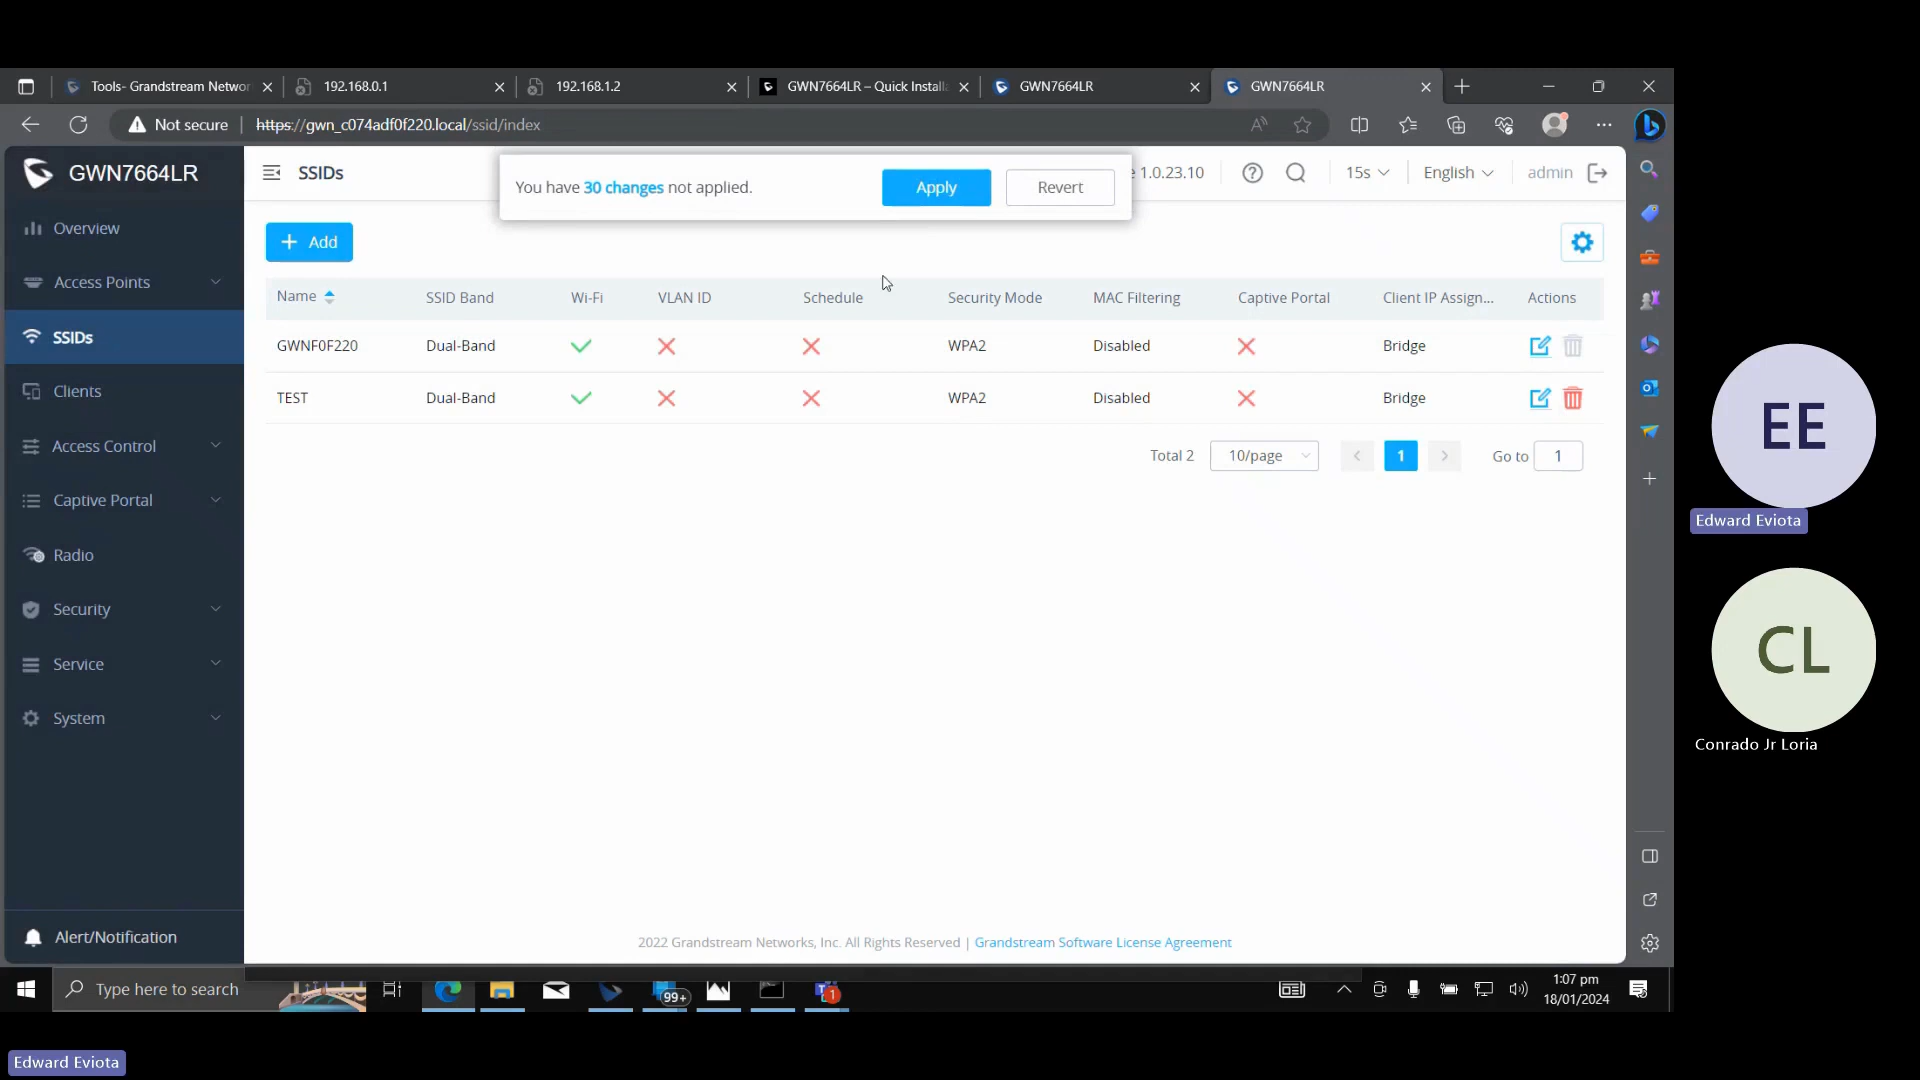 Tools- Grandstream Networ
192.168.0.1
192.168.1.2
GWN7664LR – Quick Install
GWN7664LR
GWN7664LR
Not secure
https://gwn_c074adf0f220.local/ssid/index
GWN7664LR
SSIDs
You have 30 changes not applied.
Apply
Revert
1.0.23.10
15s
English
admin
Overview
Access Points
SSIDs
Clients
Access Control
Captive Portal
Radio
Security
Service
System
Alert/Notification
Add
Name SSID Band Wi-Fi VLAN ID Schedule Security Mode MAC Filtering Captive Portal Client IP Assign... Actions
GWNF0F220 Dual-Band WPA2 Disabled Bridge
TEST Dual-Band WPA2 Disabled Bridge
Total 2 10/page 1 Go to 1
2022 Grandstream Networks, Inc. All Rights Reserved | Grandstream Software License Agreement
Type here to search
99+
1
1:07 pm
18/01/2024
EE
Edward Eviota
CL
Conrado Jr Loria
Edward Eviota